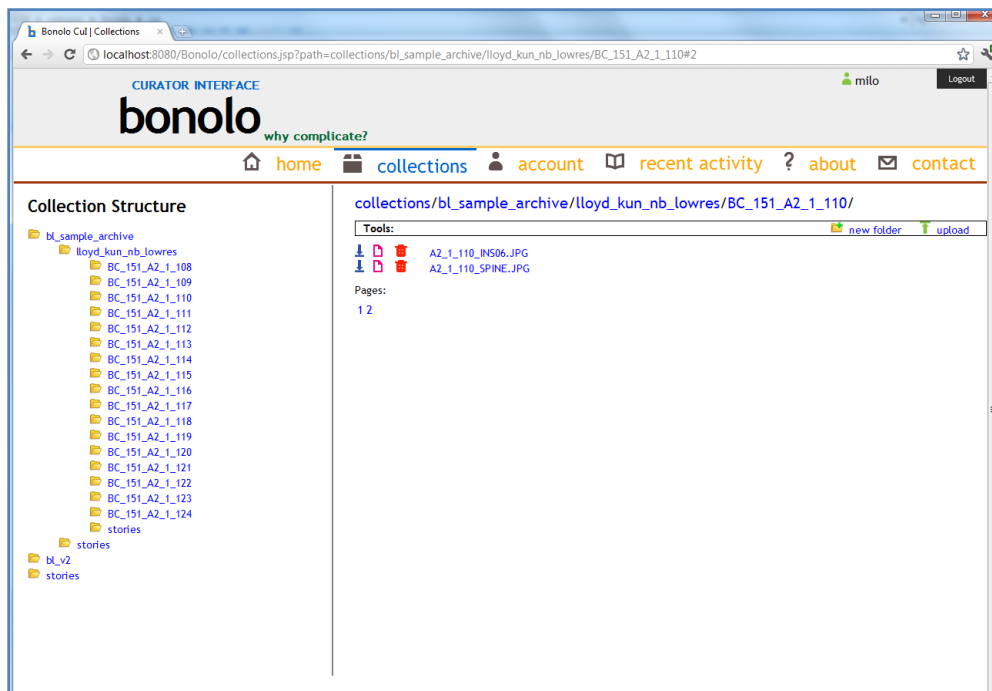 Bonolo CuI | Collections
localhost:8080/Bonolo/collections.jsp?path=collections/bl_sample_archive/lloyd_kun_nb_lowres/BC_151_A2_1_110#2
CURATOR INTERFACE
bonolo
why complicate?
milo
Logout
home collections account recent activity ? about contact
Collection Structure
bl_sample_archive
lloyd_kun_nb_lowres
BC_151_A2_1_108
BC_151_A2_1_109
BC_151_A2_1_110
BC_151_A2_1_111
BC_151_A2_1_112
BC_151_A2_1_113
BC_151_A2_1_114
BC_151_A2_1_115
BC_151_A2_1_116
BC_151_A2_1_117
BC_151_A2_1_118
BC_151_A2_1_119
BC_151_A2_1_120
BC_151_A2_1_121
BC_151_A2_1_122
BC_151_A2_1_123
BC_151_A2_1_124
stories
stories
bl_v2
stories
collections/bl_sample_archive/lloyd_kun_nb_lowres/BC_151_A2_1_110/
Tools: new folder upload
A2_1_110_INS06.JPG
A2_1_110_SPINE.JPG
Pages:
1 2